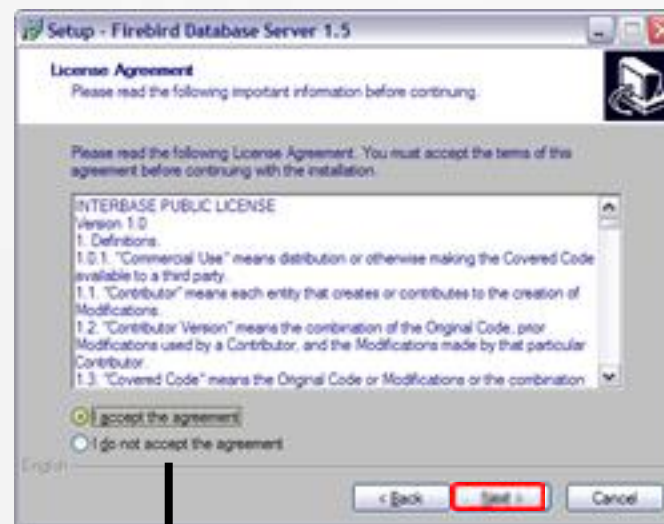 Setup - Firebird Database Server 1.5
License Agreement
Please read the following important information before continuing.
Please read the following License Agreement. You must accept the terms of this
agreement before continuing with the installation.
INTERBASE PUBLIC LICENSE
Version 1.0
1. Definitions.
1.0.1. "Commercial Use" means distribution or otherwise making the Covered Code
available to a third party.
1.1. "Contributor" means each entity that creates or contributes to the creation of
Modifications.
1.2. "Contributor Version" means the combination of the Original Code, prior
Modifications used by a Contributor, and the Modifications made by that particular
Contributor.
1.3. "Covered Code" means the Original Code or Modifications or the combination
I accept the agreement
I do not accept the agreement
English
< Back Next > Cancel